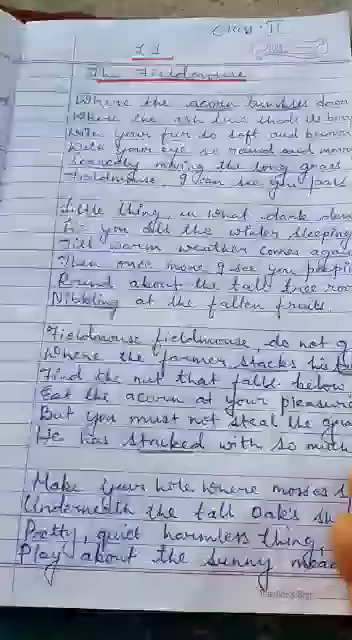 Class - II
L 1
The Fieldmouse
Where the acorn tumbles down
Where the ash tree sheds its berry
With your fur so soft and brown
With your eye so round and merry
Scarcely moving the long grass
Fieldmouse, I can see you pass
Little thing, in what dark den
Lie you all the winter sleeping
Till warm weather comes again
Then once more I see you peeping
Round about the tall tree roots
Nibbling at the fallen fruits.
Fieldmouse, fieldmouse, do not g
Where the farmer stacks his
Find the nut that falls below
Eat the acorn at your pleasure
But you must not steal the gra
He has stacked with so much
Make your hole where mosses s
Underneath the tall Oak's sh
Pretty, quiet harmless thing,
Play about the sunny mea